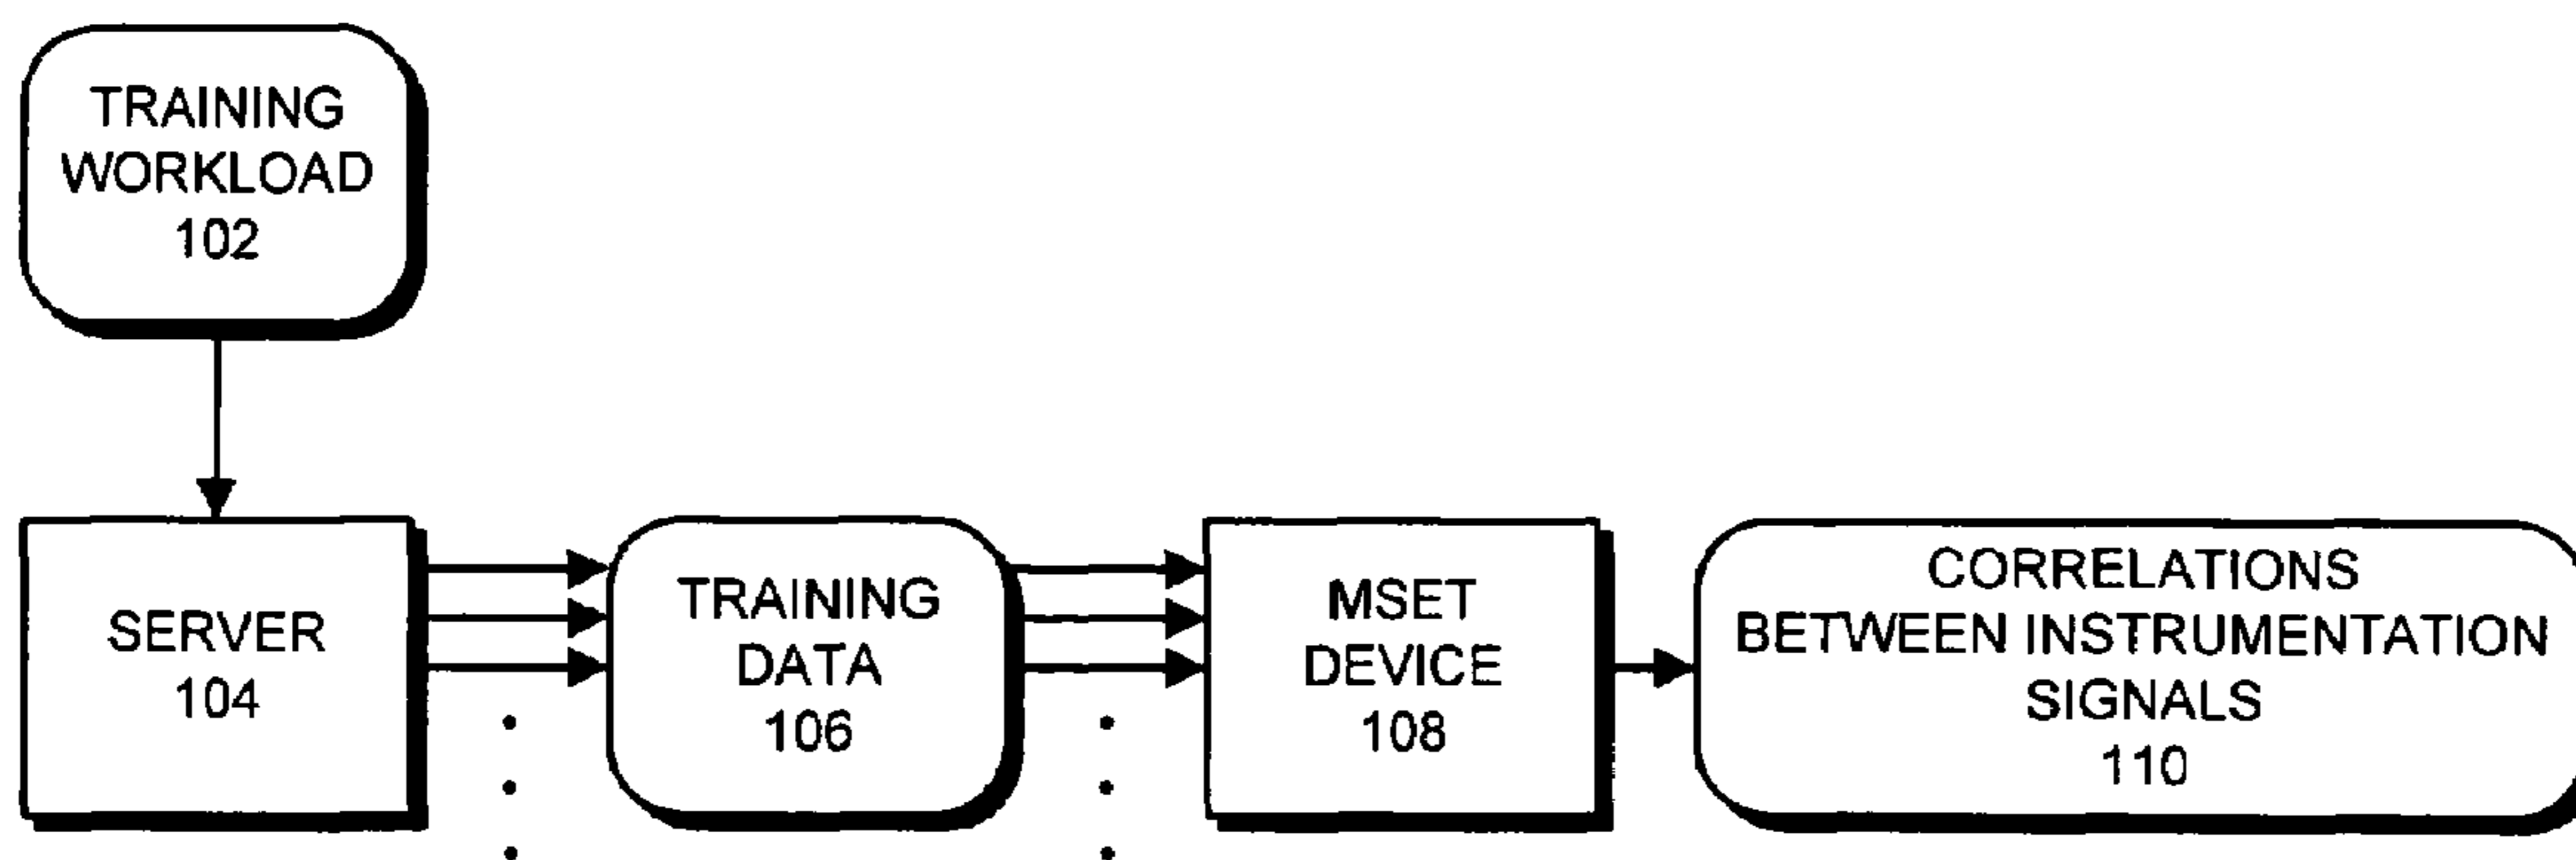 TRAINING
WORKLOAD
102
SERVER
104
TRAINING
DATA
106
MSET
DEVICE
108
CORRELATIONS
BETWEEN INSTRUMENTATION
SIGNALS
110